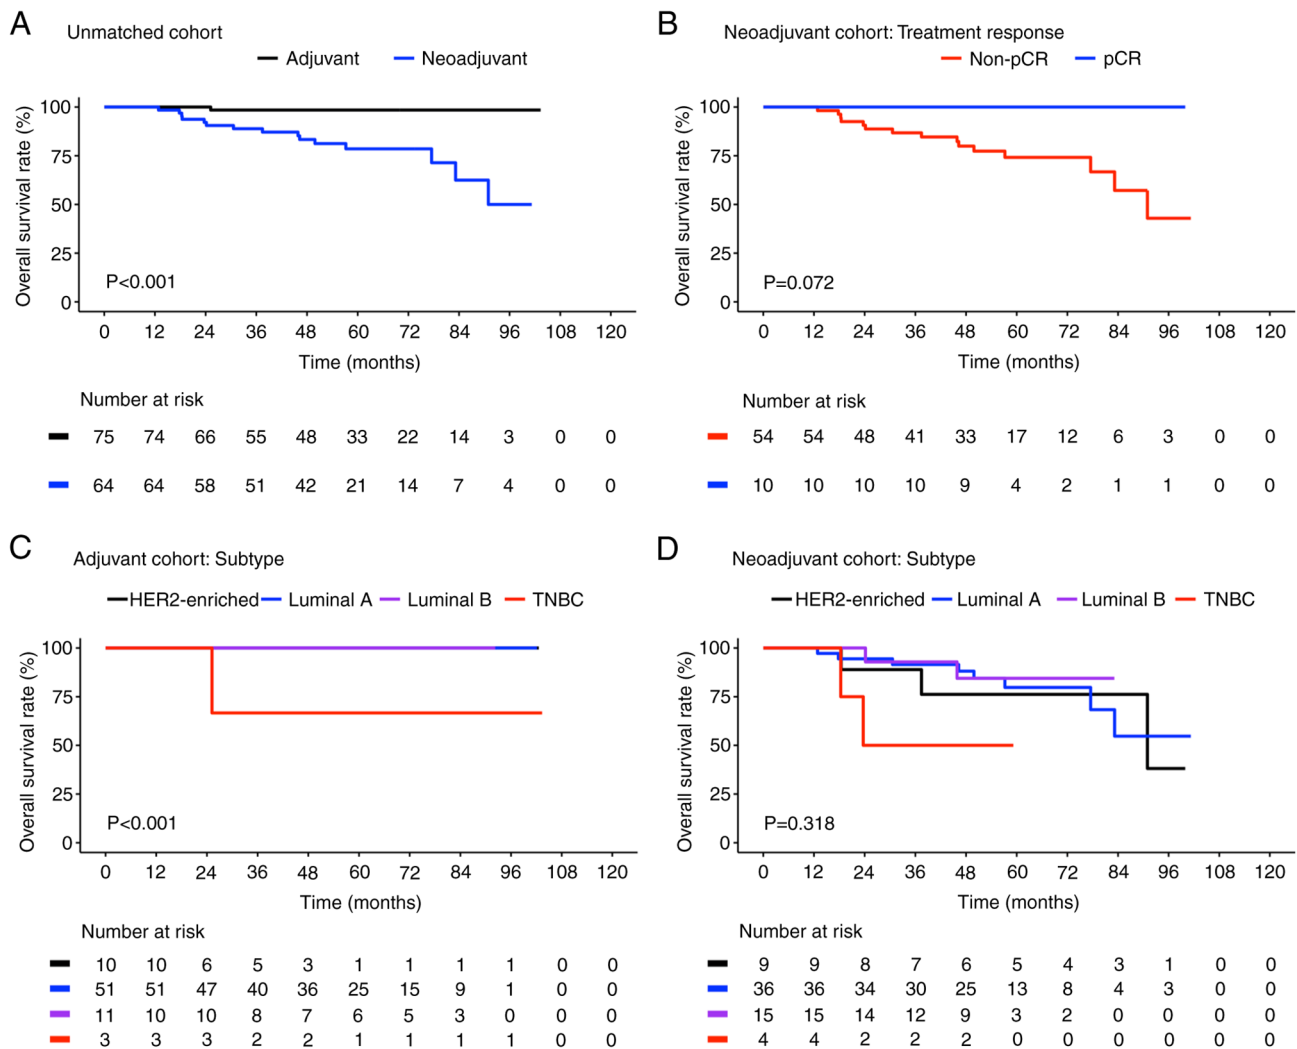 A
Unmatched cohort
Adjuvant Neoadjuvant
Overall survival rate (%)
100
75
50
25
0
P<0.001
0 12 24 36 48 60 72 84 96 108 120
Time (months)
Number at risk
75 74 66 55 48 33 22 14 3 0 0
64 64 58 51 42 21 14 7 4 0 0
B
Neoadjuvant cohort: Treatment response
Non-pCR pCR
Overall survival rate (%)
100
75
50
25
0
P=0.072
0 12 24 36 48 60 72 84 96 108 120
Time (months)
Number at risk
54 54 48 41 33 17 12 6 3 0 0
10 10 10 10 9 4 2 1 1 0 0
C
Adjuvant cohort: Subtype
HER2-enriched Luminal A Luminal B TNBC
Overall survival rate (%)
100
75
50
25
0
P<0.001
0 12 24 36 48 60 72 84 96 108 120
Time (months)
Number at risk
10 10 6 5 3 1 1 1 1 0 0
51 51 47 40 36 25 15 9 1 0 0
11 10 10 8 7 6 5 3 0 0 0
3 3 3 2 2 1 1 1 1 0 0
D
Neoadjuvant cohort: Subtype
HER2-enriched Luminal A Luminal B TNBC
Overall survival rate (%)
100
75
50
25
0
P=0.318
0 12 24 36 48 60 72 84 96 108 120
Time (months)
Number at risk
9 9 8 7 6 5 4 3 1 0 0
36 36 34 30 25 13 8 4 3 0 0
15 15 14 12 9 3 2 0 0 0 0
4 4 2 2 2 0 0 0 0 0 0